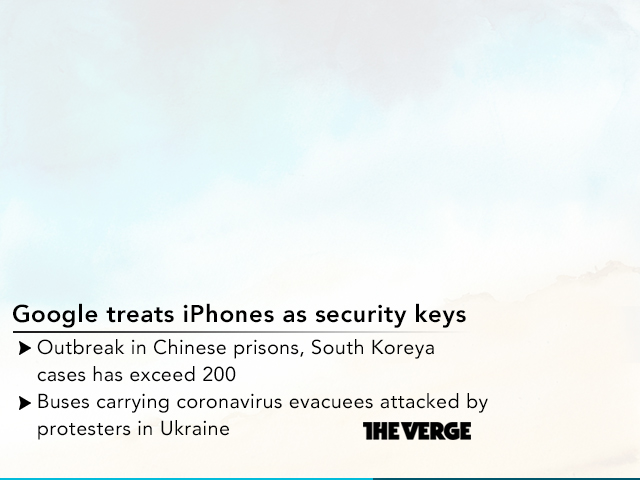 Google treats iPhones as security keys
Outbreak in Chinese prisons, South Koreya
cases has exceed 200
Buses carrying coronavirus evacuees attacked by
protesters in Ukraine
THE VERGE